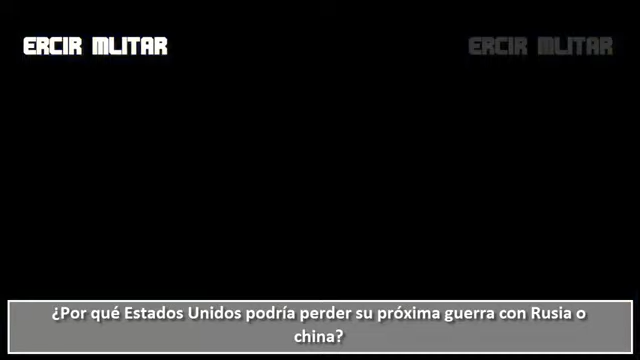 ERCIR MLITAR ERCIR MLITAR
¿Por qué Estados Unidos podría perder su próxima guerra con Rusia o
china?